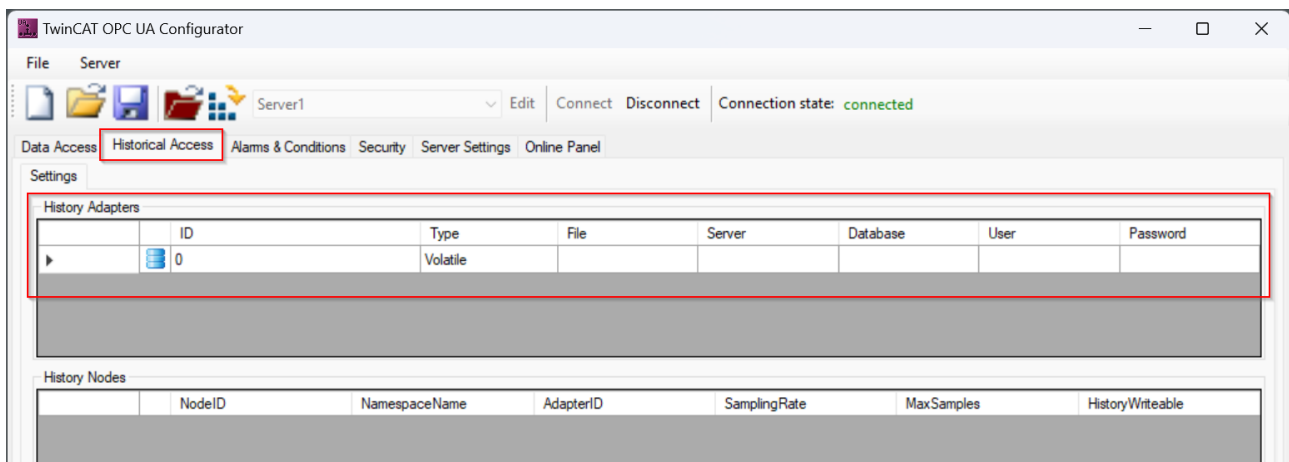 TwinCAT OPC UA Configurator
File Server
Server1 Edit Connect Disconnect Connection state: connected
Data Access Historical Access Alarms & Conditions Security Server Settings Online Panel
Settings
History Adapters
ID Type File Server Database User Password
0 Volatile
History Nodes
NodeID NamespaceName AdapterID SamplingRate MaxSamples HistoryWriteable